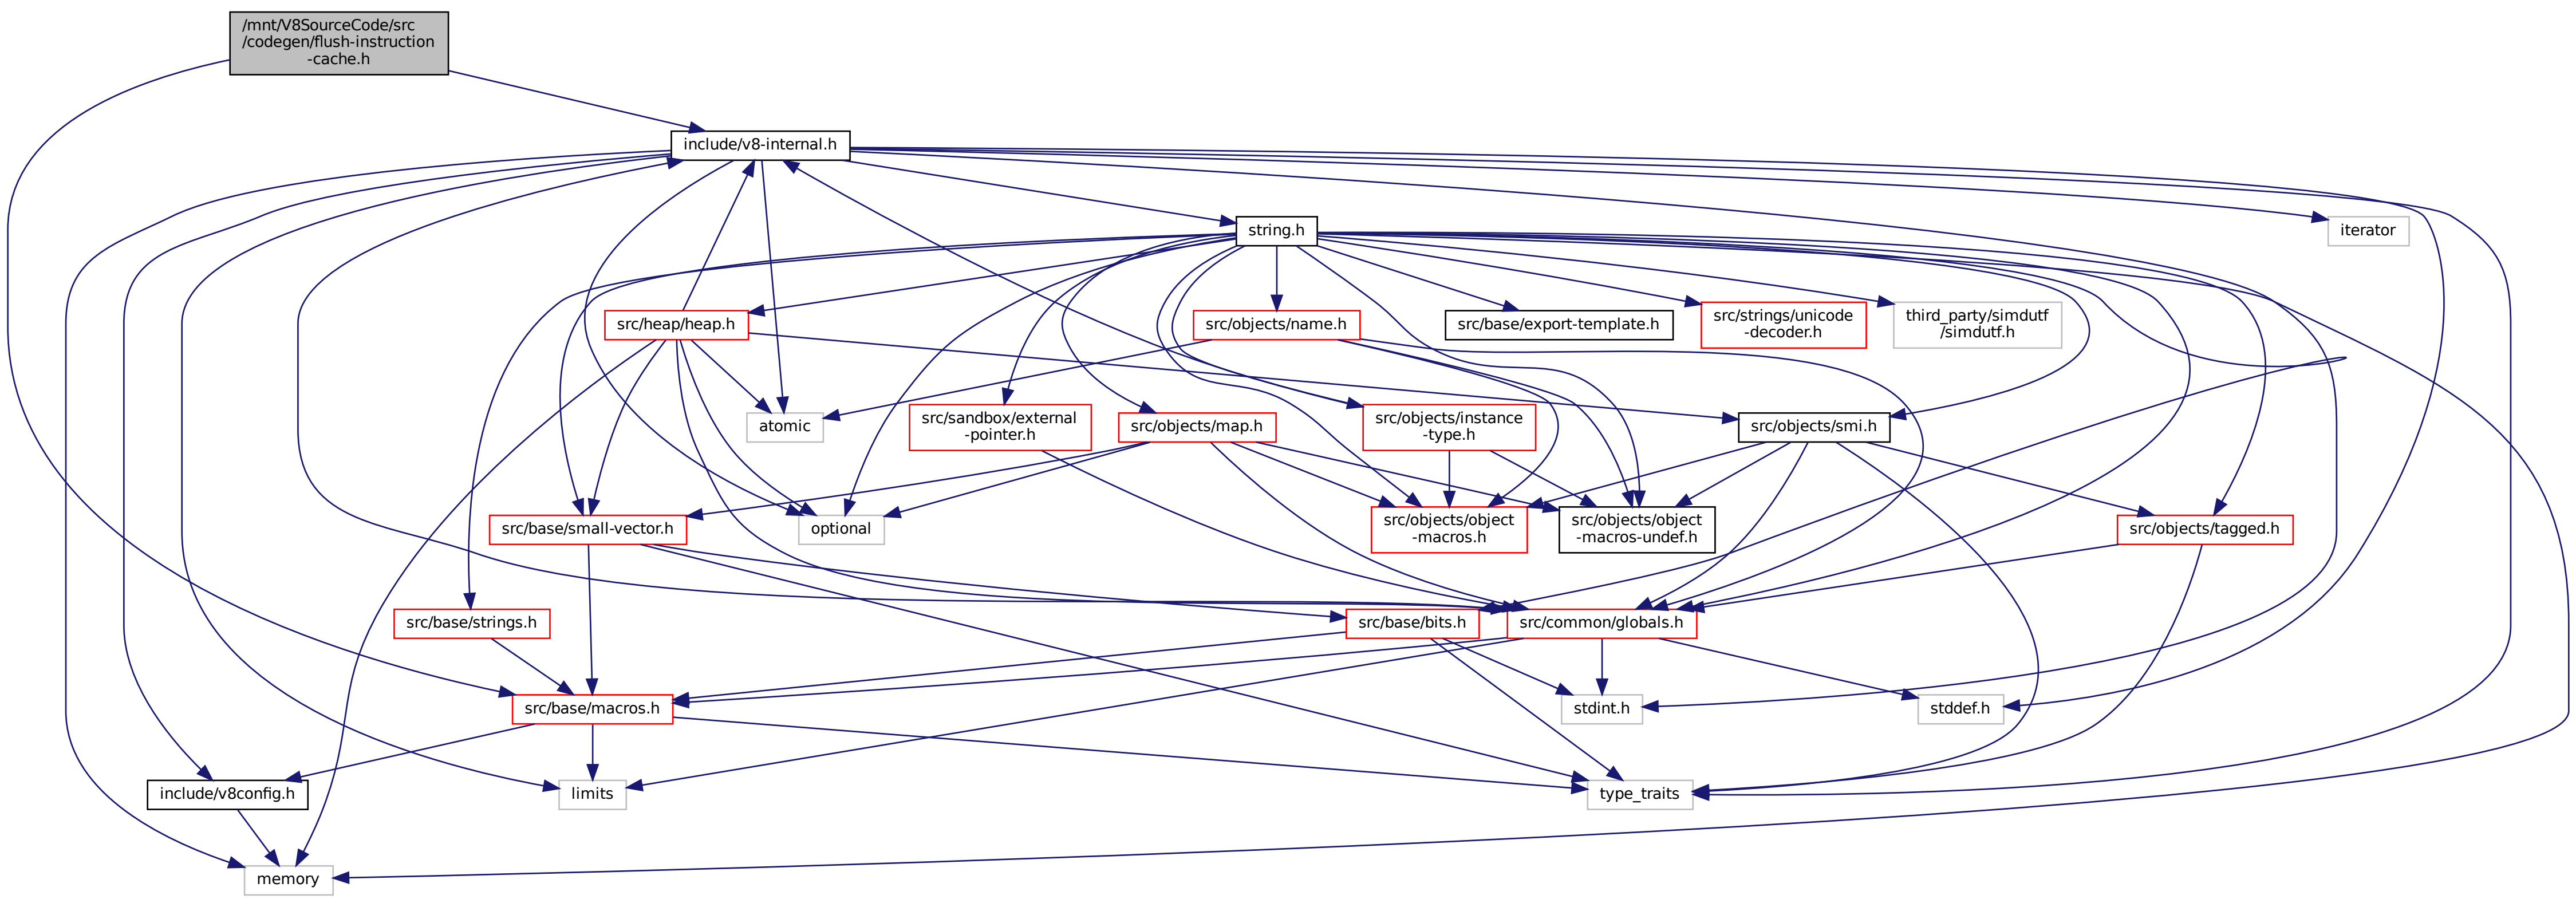 /mnt/V8SourceCode/src
/codegen/flush-instruction
-cache.h
include/v8-internal.h
string.h
iterator
src/heap/heap.h
src/objects/name.h
src/base/export-template.h
src/strings/unicode
-decoder.h
third_party/simdutf
/simdutf.h
atomic
src/sandbox/external
-pointer.h
src/objects/map.h
src/objects/instance
-type.h
src/objects/smi.h
src/base/small-vector.h
optional
src/objects/object
-macros.h
src/objects/object
-macros-undef.h
src/objects/tagged.h
src/base/strings.h
src/base/bits.h
src/common/globals.h
src/base/macros.h
stdint.h
stddef.h
include/v8config.h
limits
type_traits
memory